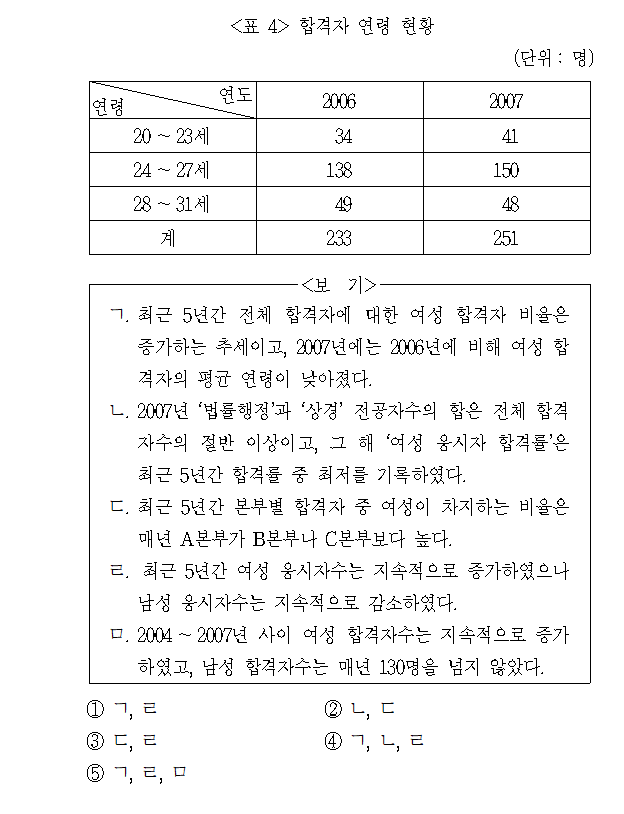 <표 4> 합격자 연령 현황
(단위 : 명)
연령 연도 2006 2007
20 ~ 23세 34 41
24 ~ 27세 138 150
28 ~ 31세 49 48
계 233 251
<보 기>
ㄱ. 최근 5년간 전체 합격자에 대한 여성 합격자 비율은
증가하는 추세이고, 2007년에는 2006년에 비해 여성 합
격자의 평균 연령이 낮아졌다.
ㄴ. 2007년 ‘법률행정’과 ‘상경’ 전공자수의 합은 전체 합격
자수의 절반 이상이고, 그 해 ‘여성 응시자 합격률’은
최근 5년간 합격률 중 최저를 기록하였다.
ㄷ. 최근 5년간 본부별 합격자 중 여성이 차지하는 비율은
매년 A본부가 B본부나 C본부보다 높다.
ㄹ. 최근 5년간 여성 응시자수는 지속적으로 증가하였으나
남성 응시자수는 지속적으로 감소하였다.
ㅁ. 2004 ~ 2007년 사이 여성 합격자수는 지속적으로 증가
하였고, 남성 합격자수는 매년 130명을 넘지 않았다.
① ㄱ, ㄹ ② ㄴ, ㄷ
③ ㄷ, ㄹ ④ ㄱ, ㄴ, ㄹ
⑤ ㄱ, ㄹ, ㅁ